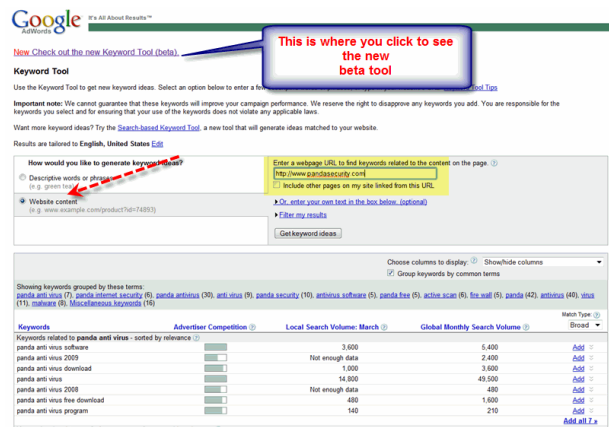 Google It's All About Results™
AdWords
New Check out the new Keyword Tool (beta).
This is where you click to see
the new
beta tool
Keyword Tool
Use the Keyword Tool to get new keyword ideas. Select an option below to enter a few
Tool Tips
Important note: We cannot guarantee that these keywords will improve your campaign performance. We reserve the right to disapprove any keywords you add. You are responsible for the
keywords you select and for ensuring that your use of the keywords does not violate any applicable laws.
Want more keyword ideas? Try the Search-based Keyword Tool, a new tool that will generate ideas matched to your website.
Results are tailored to English, United States Edit
How would you like to generate keyword ideas?
Descriptive words or phrases
(e.g. green tea)
Website content
(e.g. www.example.com/product?id=74893)
Enter a webpage URL to find keywords related to the content on the page.
http://www.pandasecurity.com
Include other pages on my site linked from this URL
Or, enter your own text in the box below. (optional)
Filter my results
Get keyword ideas
Choose columns to display: Show/hide columns
Group keywords by common terms
Showing keywords grouped by these terms:
panda anti virus (7), panda internet security (6), panda antivirus (30), anti virus (9), panda security (10), antivirus software (5), panda free (5), active scan (6), fire wall (5), panda (42), antivirus (40), virus
(11), malware (8), Miscellaneous keywords (16)
Match Type:
Keywords Advertiser Competition Local Search Volume: March Global Monthly Search Volume Broad
Keywords related to panda anti virus - sorted by relevance
panda anti virus software 3,600 5,400 Add
panda anti virus 2009 Not enough data 2,400 Add
panda anti virus download 1,000 3,600 Add
panda anti virus 14,800 49,500 Add
panda anti virus 2008 Not enough data 480 Add
panda anti virus free download 480 1,600 Add
panda anti virus program 140 210 Add
Add all 7 »